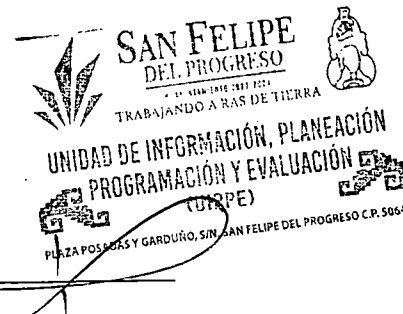 SAN FELIPE
DEL PROGRESO
TRABAJANDO A RAS DE TIERRA
UNIDAD DE INFORMACIÓN, PLANEACIÓN
PROGRAMACIÓN Y EVALUACIÓN
(UIPPE)
PLAZA POSADAS Y GARDUÑO, S/N, SAN FELIPE DEL PROGRESO C.P. 5064